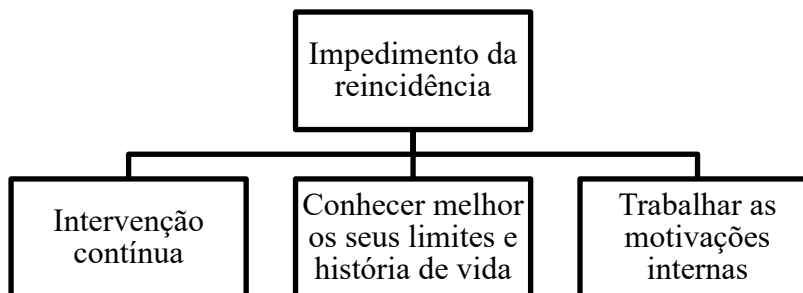 Impedimento da
reincidência
Intervenção
contínua
Conhecer melhor
os seus limites e
história de vida
Trabalhar as
motivações
internas